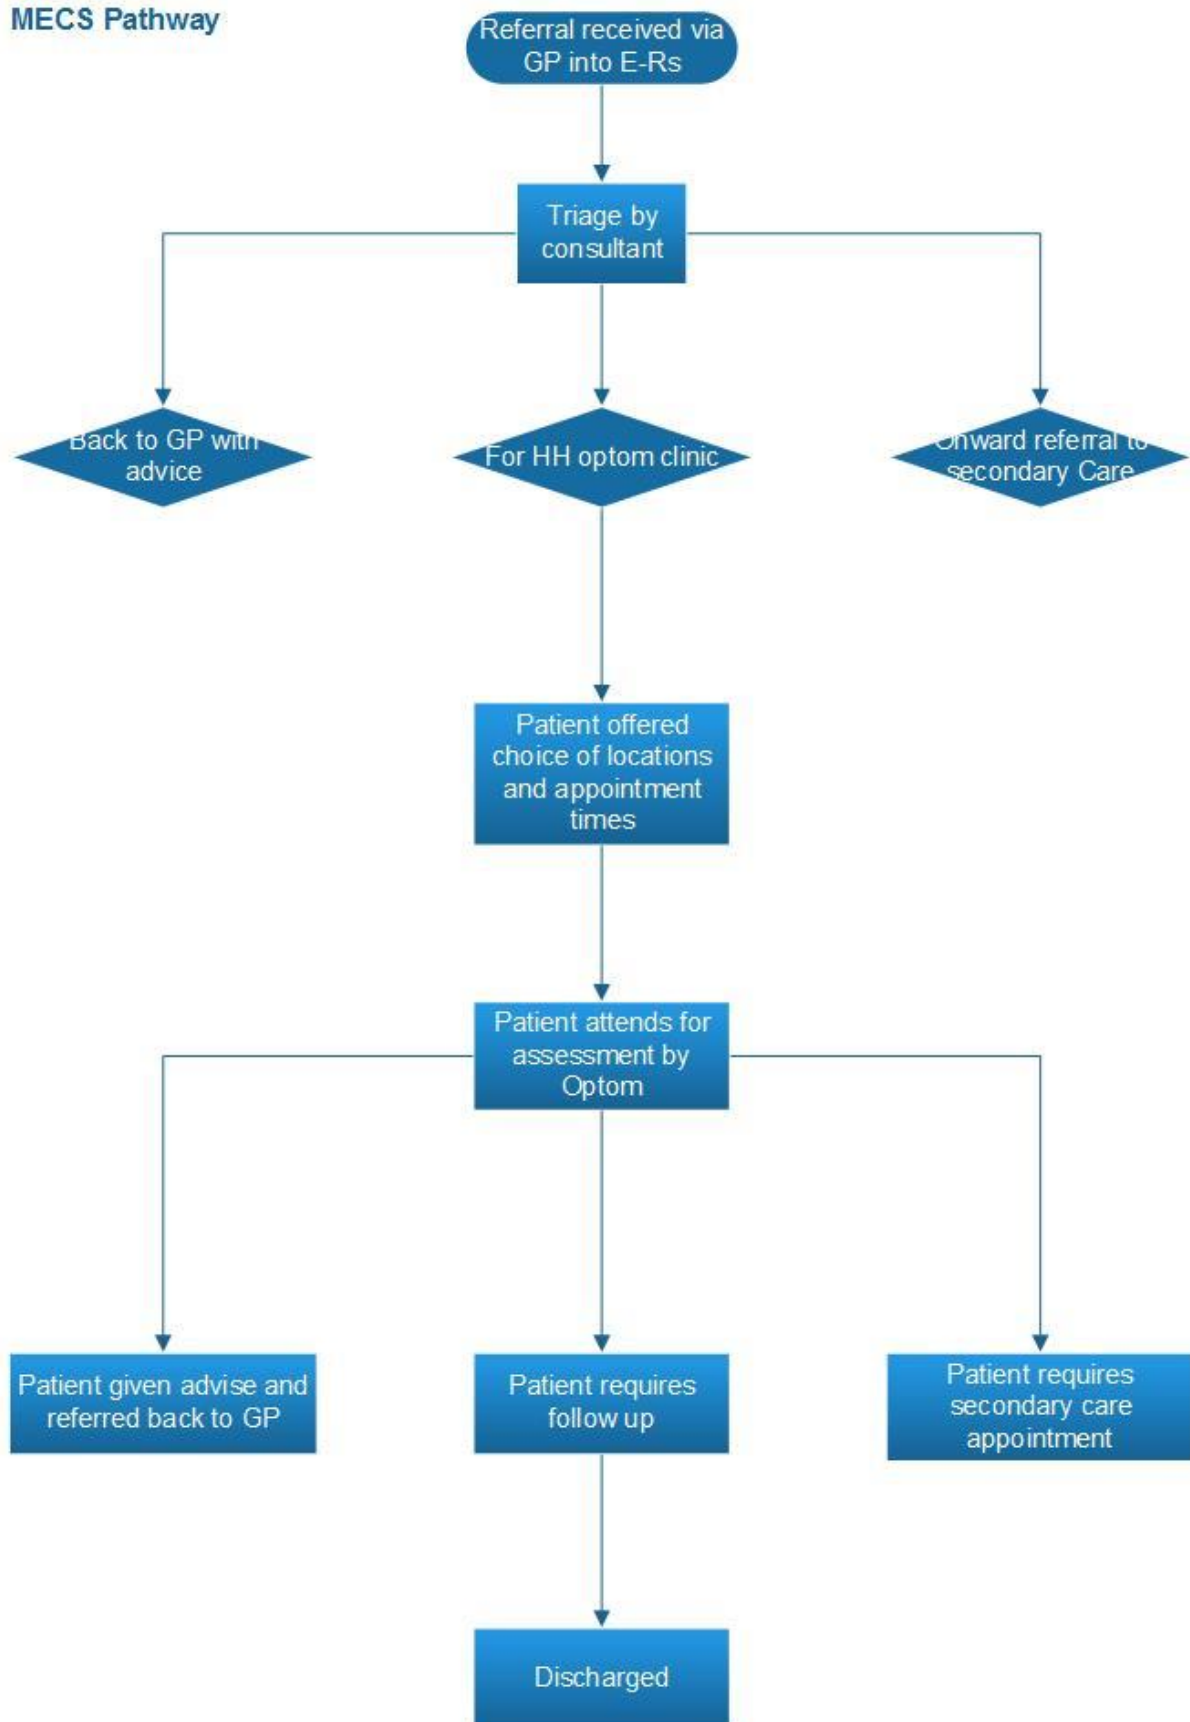 MECS Pathway
Referral received via
GP into E-Rs
Triage by
consultant
Back to GP with
advice
For HH optom clinic
Onward referral to
secondary Care
Patient offered
choice of locations
and appointment
times
Patient attends for
assessment by
Optom
Patient given advise and
referred back to GP
Patient requires
follow up
Patient requires
secondary care
appointment
Discharged